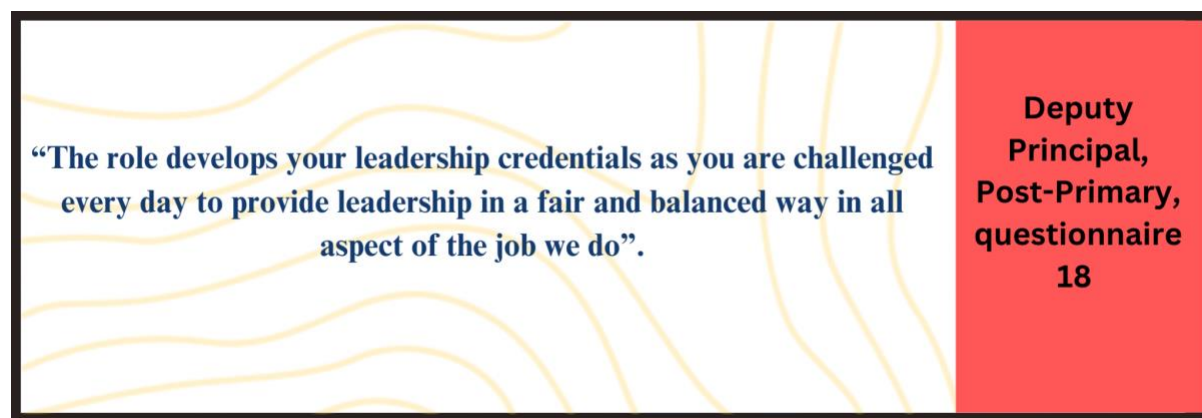 “The role develops your leadership credentials as you are challenged
every day to provide leadership in a fair and balanced way in all
aspect of the job we do”.
Deputy
Principal,
Post-Primary,
questionnaire
18